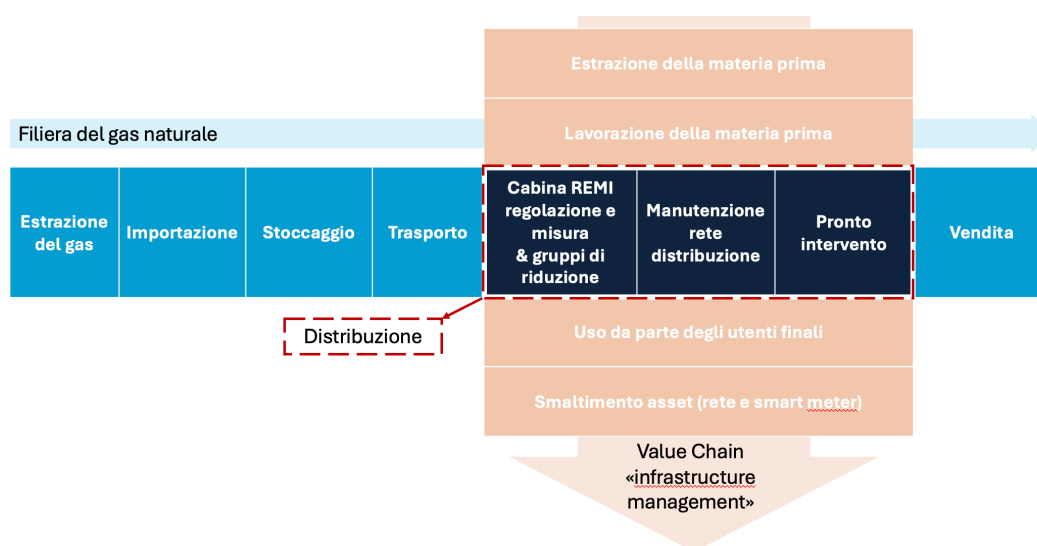 Estrazione della materia prima
Filiera del gas naturale
Lavorazione della materia prima
Estrazione
del gas
Importazione
Stoccaggio
Trasporto
Cabina REMI
regolazione e
misura
& gruppi di
riduzione
Manutenzione
rete
distribuzione
Pronto
intervento
Vendita
Distribuzione
Uso da parte degli utenti finali
Smaltimento asset (rete e smart meter)
Value Chain
«infrastructure
management»